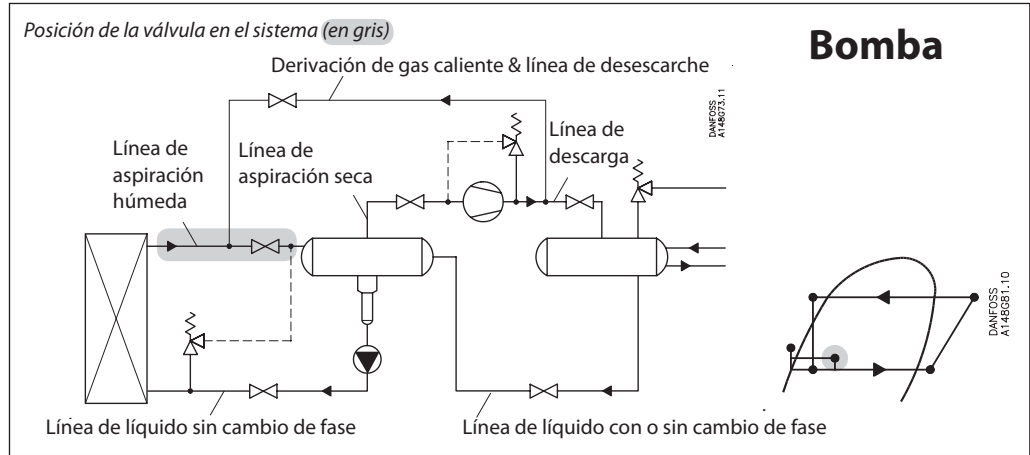 Posición de la válvula en el sistema (en gris)
Bomba
Derivación de gas caliente & línea de desescarche
DANFOSS
A148G73.11
Línea de
aspiración
húmeda
Línea de
aspiración seca
Línea de
descarga
DANFOSS
A148G81.10
Línea de líquido sin cambio de fase
Línea de líquido con o sin cambio de fase